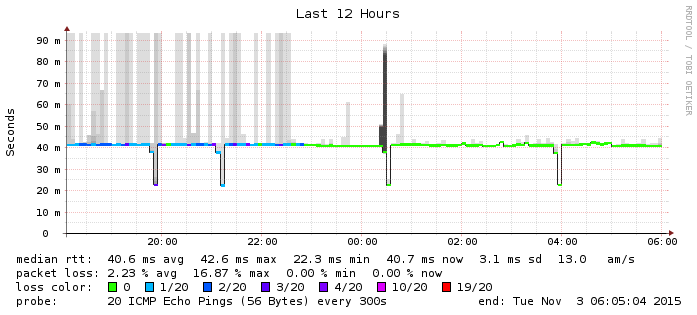 Last 12 Hours
RRDTOOL / TOBI OETIKER
Seconds
90 m
80 m
70 m
60 m
50 m
40 m
30 m
20 m
10 m
0
20:00 22:00 00:00 02:00 04:00 06:00
median rtt: 40.6 ms avg 42.6 ms max 22.3 ms min 40.7 ms now 3.1 ms sd 13.0 am/s
packet loss: 2.23 % avg 16.87 % max 0.00 % min 0.00 % now
loss color: 0 1/20 2/20 3/20 4/20 10/20 19/20
probe: 20 ICMP Echo Pings (56 Bytes) every 300s end: Tue Nov 3 06:05:04 2015